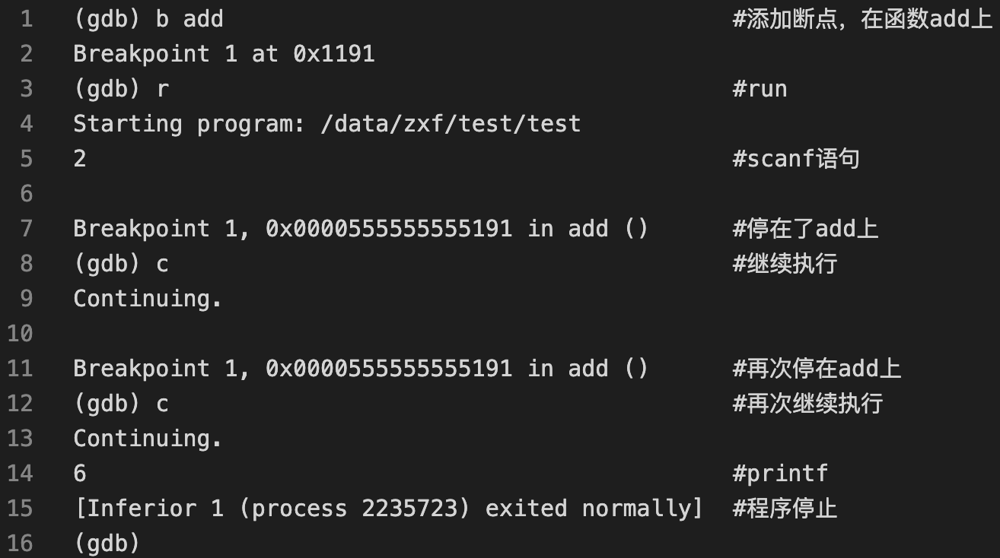 1 (gdb) b add #添加断点，在函数add上
2 Breakpoint 1 at 0x1191
3 (gdb) r #run
4 Starting program: /data/zxf/test/test
5 2 #scanf语句
6
7 Breakpoint 1, 0x0000555555555191 in add () #停在了add上
8 (gdb) c #继续执行
9 Continuing.
10
11 Breakpoint 1, 0x0000555555555191 in add () #再次停在add上
12 (gdb) c #再次继续执行
13 Continuing.
14 6 #printf
15 [Inferior 1 (process 2235723) exited normally] #程序停止
16 (gdb)